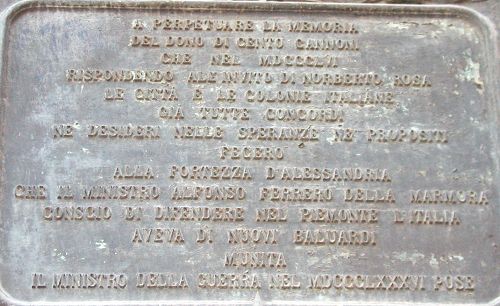 A PERPETUARE LA MEMORIA
DEL DONO DI CENTO CANNONI
CHE NEL MDCCCLVI
RISPONDENDO ALL'INVITO DI NORBERTO ROSA
LE CITTÀ E LE COLONIE ITALIANE
GIÀ TUTTE CONCORDI
NE' DESIDERI NELLE SPERANZE NE' PROPOSITI
FECERO
ALLA FORTEZZA D'ALESSANDRIA
CHE IL MINISTRO ALFONSO FERRERO DELLA MARMORA
CONSCIO DI DIFENDERE NEL PIEMONTE L'ITALIA
AVEVA DI NUOVI BALUARDI
MUNITA
IL MINISTRO DELLA GUERRA NEL MDCCCLXXXVI POSE